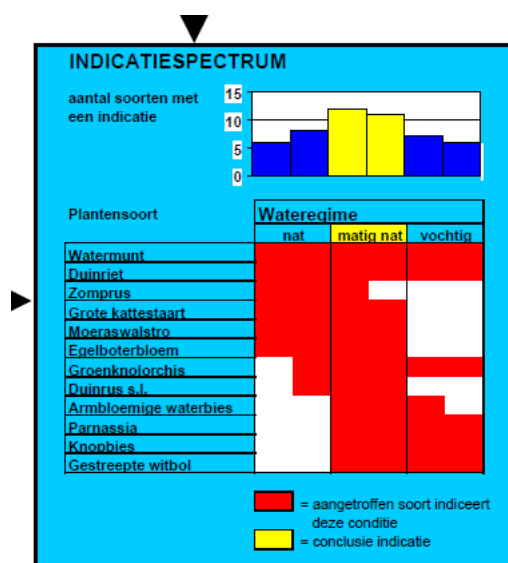 INDICATIESPECTRUM
aantal soorten met
een indicatie
15
10
5
0
Plantensoort
Wateregime
nat matig nat vochtig
Watermunt
Duinriet
Zomprus
Grote kattestaart
Moeraswalstro
Egelboterbloem
Groenknolorchis
Duinrus s.l.
Armbloemige waterbies
Parnassia
Knopbies
Gestreepte witbol
= aangetroffen soort indiceert
deze conditie
= conclusie indicatie